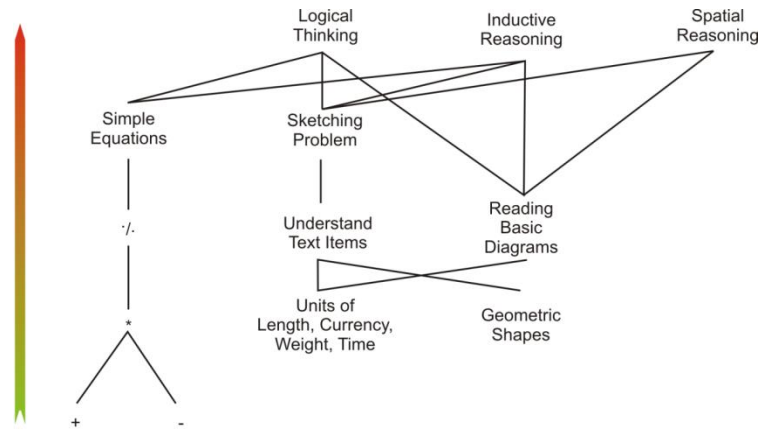 Logical
Thinking
Inductive
Reasoning
Spatial
Reasoning
Simple
Equations
Sketching
Problem
·/.
Understand
Text Items
Reading
Basic
Diagrams
*
Units of
Length, Currency,
Weight, Time
Geometric
Shapes
+
-